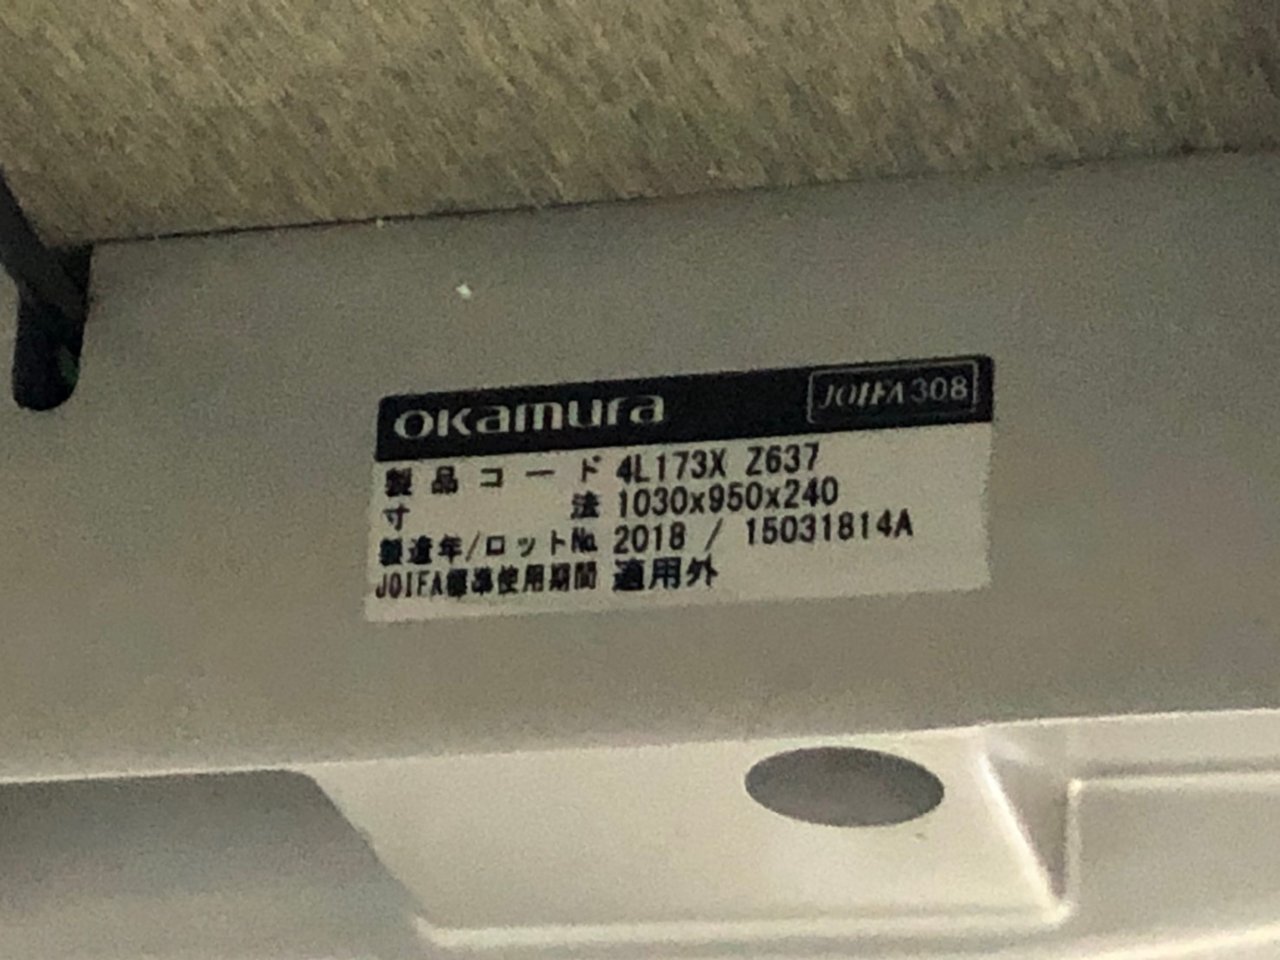 okamura JOIFA308
製品コード 4L173X Z637
寸法 1030x950x240
製造年/ロット№ 2018 / 15031814A
JOIFA標準使用期間 適用外